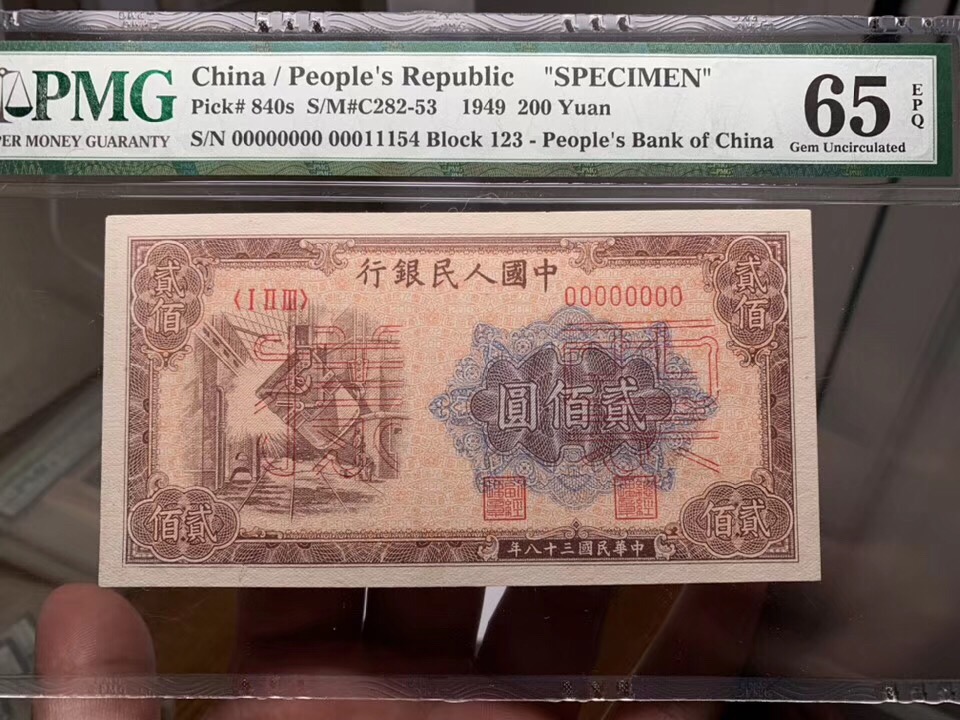 PMG
PER MONEY GUARANTY
China / People's Republic "SPECIMEN"
Pick# 840s S/M#C282-53 1949 200 Yuan
S/N 00000000 00011154 Block 123 - People's Bank of China
65
EPQ
Gem Uncirculated
行銀民人國中
〈I II III〉
00000000
貳佰
貳佰
圓佰貳
佰貳
佰貳
年八十三國民華中